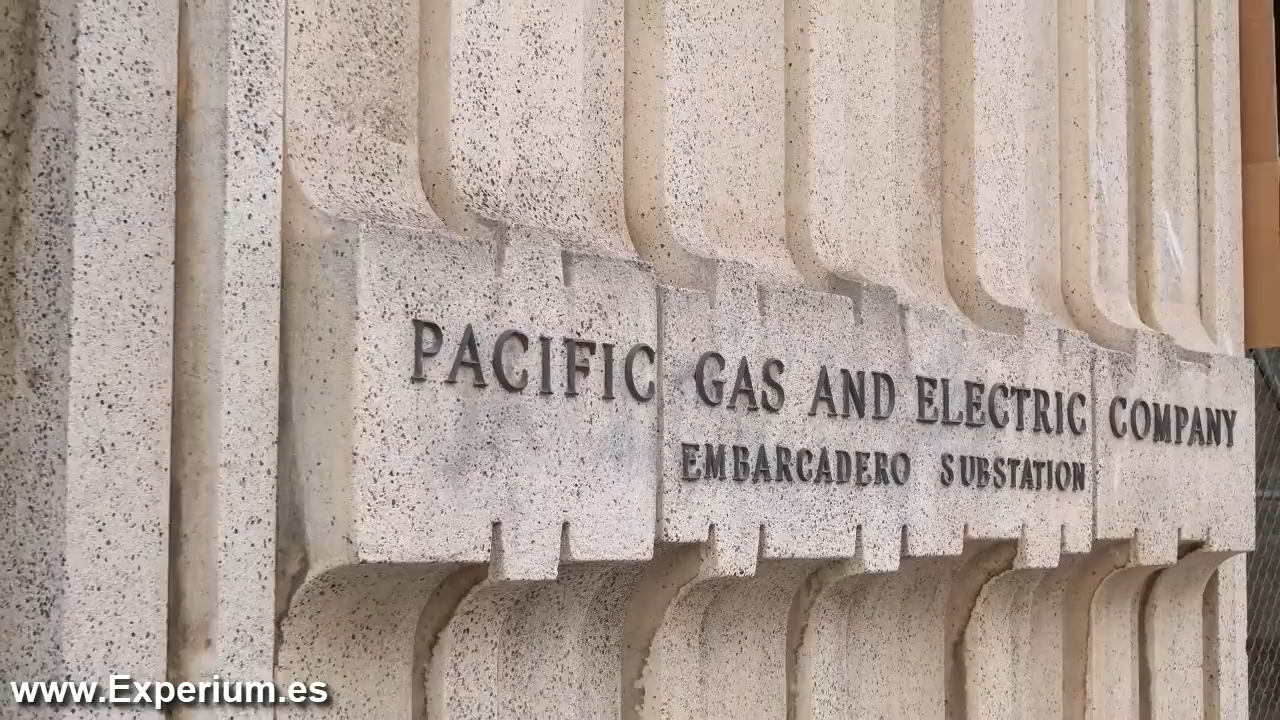 PACIFIC GAS AND ELECTRIC COMPANY
EMBARCADERO SUBSTATION
www.Experium.es